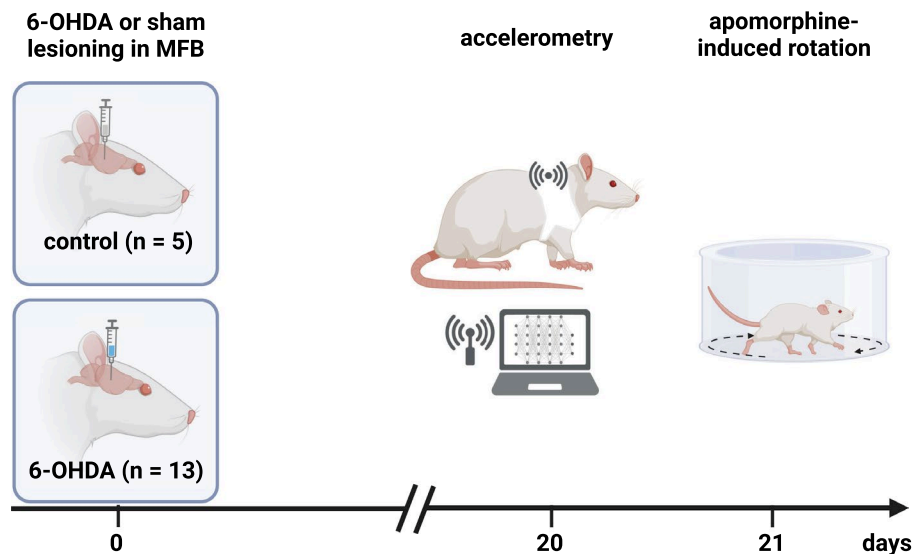 6-OHDA or sham
lesioning in MFB
accelerometry
apomorphine-
induced rotation
control (n = 5)
6-OHDA (n = 13)
0
20
21
days